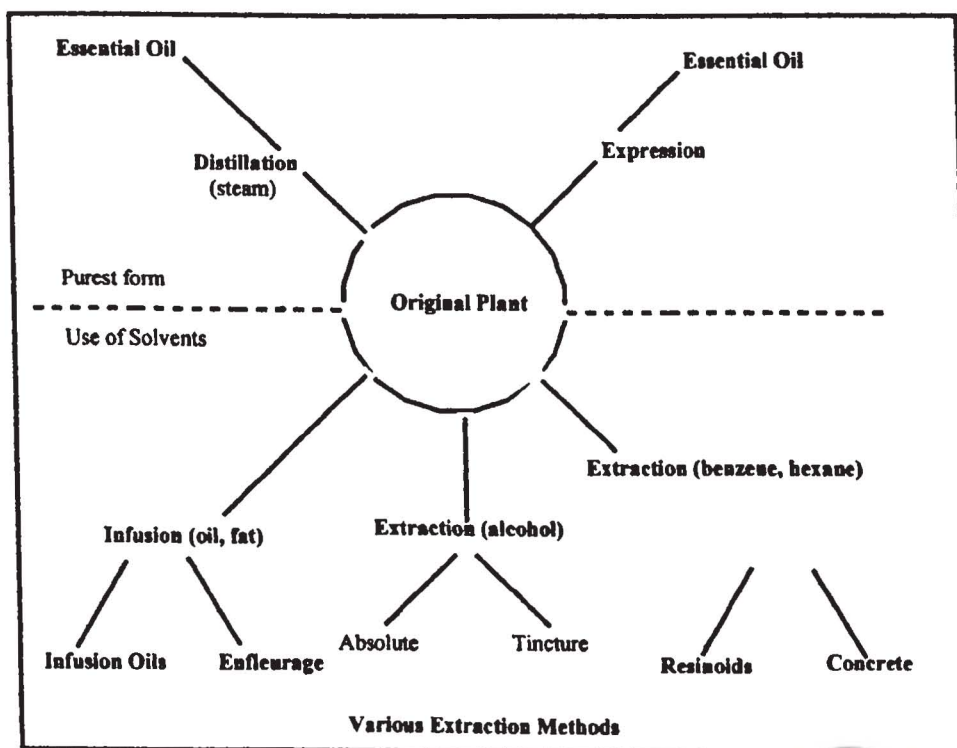 Essential Oil
Essential Oil
Distillation
(steam)
Expression
Purest form
Original Plant
Use of Solvents
Extraction (benzene, hexane)
Infusion (oil, fat)
Extraction (alcohol)
Absolute
Tincture
Infusion Oils
Enfleurage
Resinoids
Concrete
Various Extraction Methods